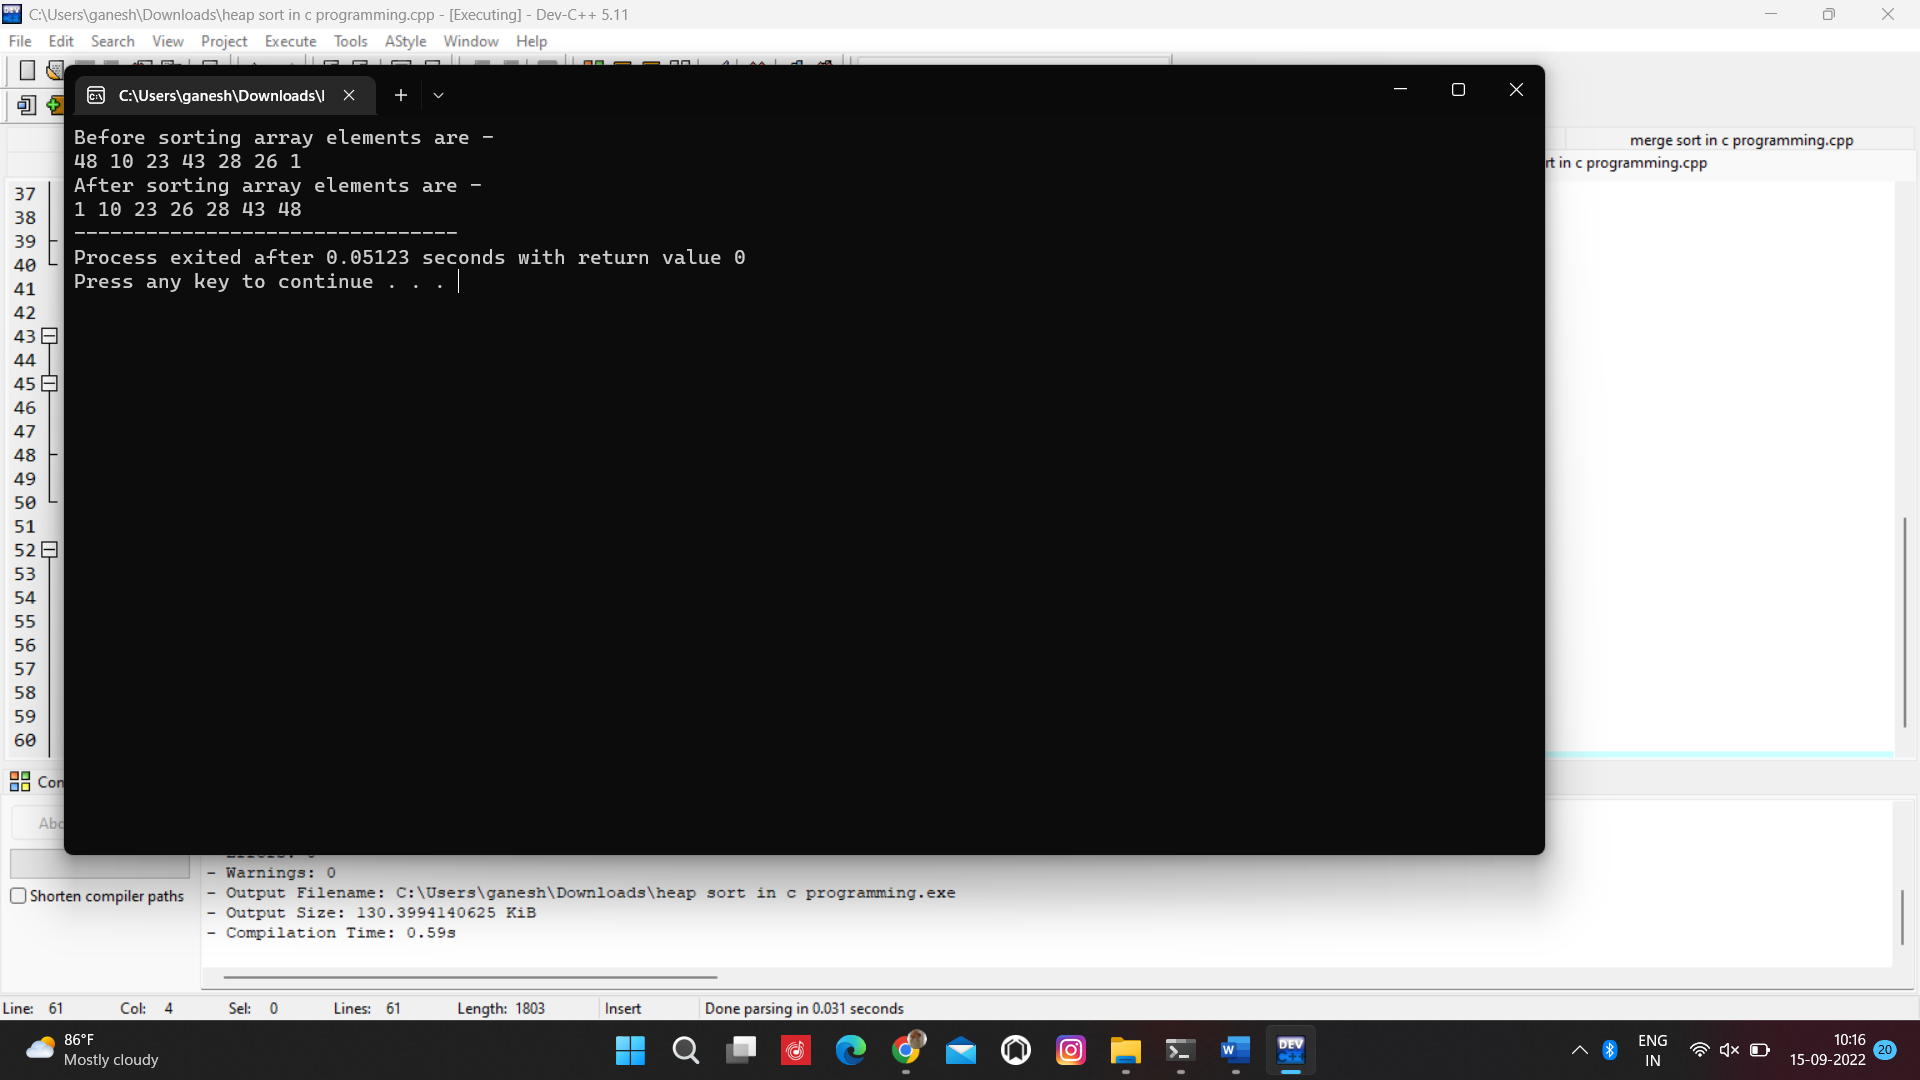 C:\Users\ganesh\Downloads\heap sort in c programming.cpp - [Executing] - Dev-C++ 5.11
File Edit Search View Project Execute Tools AStyle Window Help
C:\Users\ganesh\Downloads\
merge sort in c programming.cpp
rt in c programming.cpp
Before sorting array elements are -
48 10 23 43 28 26 1
After sorting array elements are -
1 10 23 26 28 43 48
--------------------------------
Process exited after 0.05123 seconds with return value 0
Press any key to continue . . .
37
38
39
40
41
42
43
44
45
46
47
48
49
50
51
52
53
54
55
56
57
58
59
60
Shorten compiler paths
- Warnings: 0
- Output Filename: C:\Users\ganesh\Downloads\heap sort in c programming.exe
- Output Size: 130.3994140625 KiB
- Compilation Time: 0.59s
Line: 61 Col: 4 Sel: 0 Lines: 61 Length: 1803 Insert Done parsing in 0.031 seconds
86°F
Mostly cloudy
W
DEV
C++
ENG
IN
10:16
15-09-2022
20